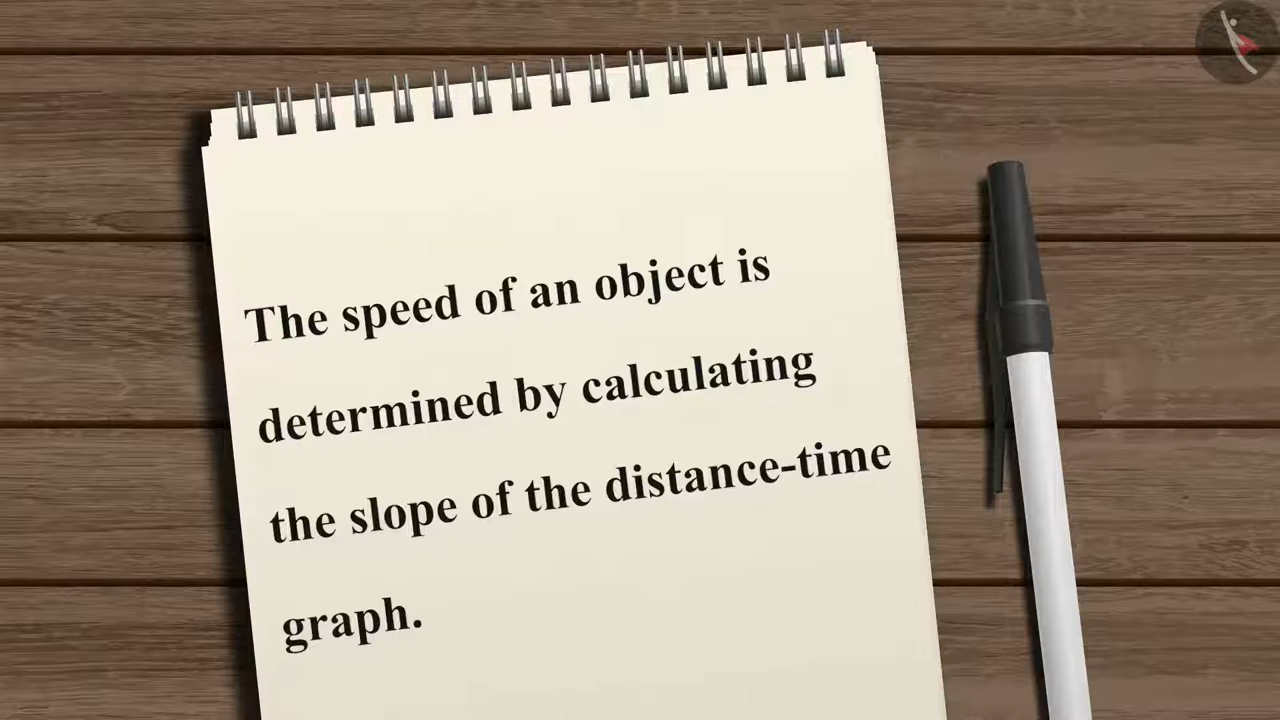 The speed of an object is
determined by calculating
the slope of the distance-time
graph.